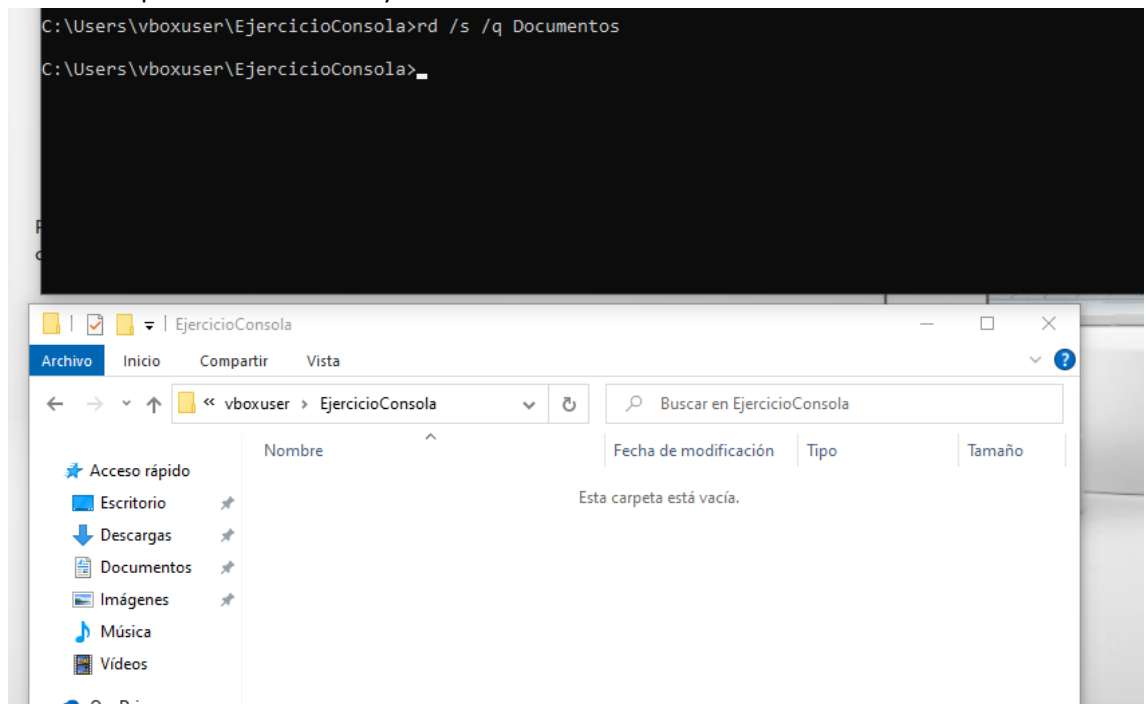 C:\Users\vboxuser\EjercicioConsola>rd /s /q Documentos
C:\Users\vboxuser\EjercicioConsola>
EjercicioConsola
Archivo Inicio Compartir Vista
« vboxuser > EjercicioConsola Buscar en EjercicioConsola
Nombre Fecha de modificación Tipo Tamaño
Acceso rápido
Esta carpeta está vacía.
Escritorio
Descargas
Documentos
Imágenes
Música
Vídeos